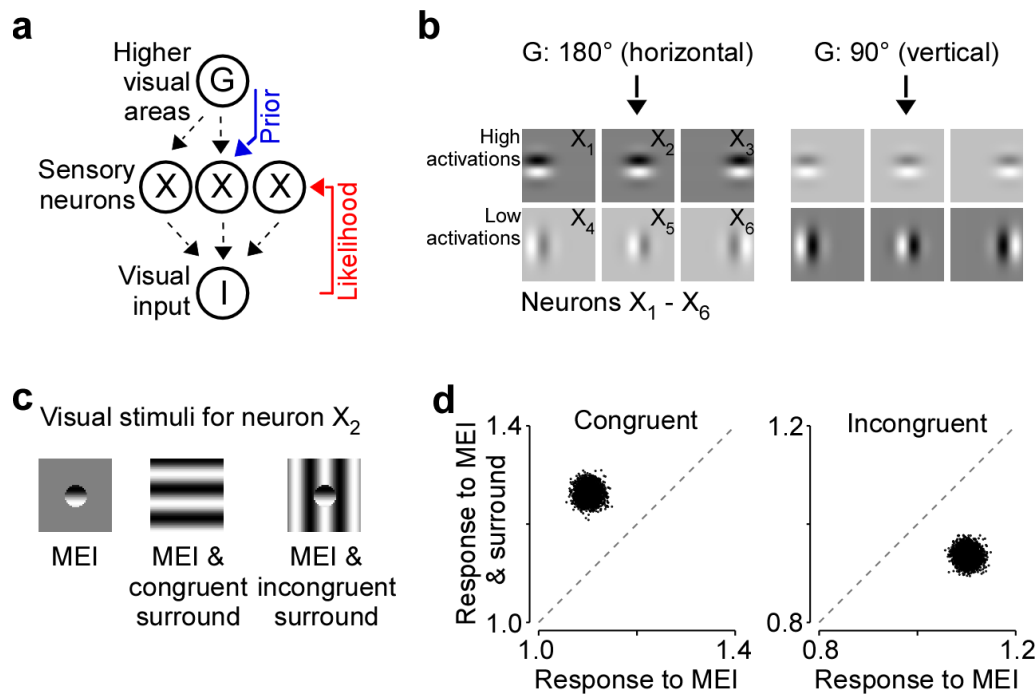 a
Higher
visual
areas
G
Prior
Sensory
neurons
X X X
Likelihood
Visual
input
I
b
G: 180° (horizontal)
G: 90° (vertical)
High
activations
X1 X2 X3
Low
activations
X4 X5 X6
Neurons X1 - X6
c
Visual stimuli for neuron X2
MEI
MEI &
congruent
surround
MEI &
incongruent
surround
d
Congruent
Response to MEI
& surround
1.4
1.0
1.0 1.4
Response to MEI
Incongruent
1.2
0.8
0.8 1.2
Response to MEI